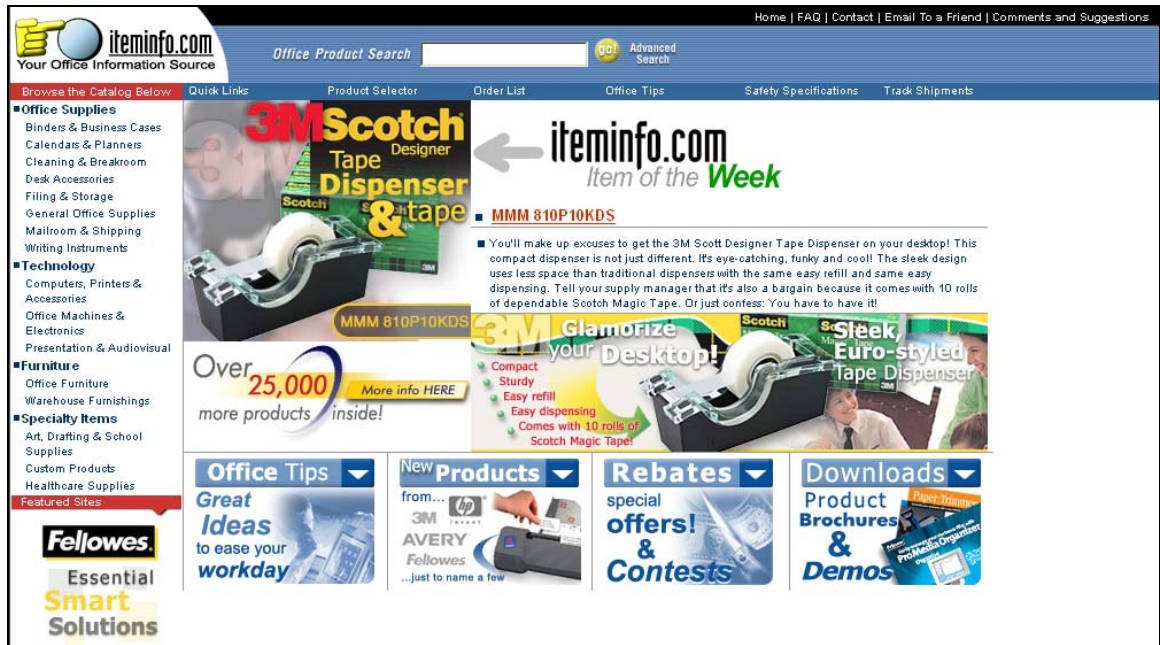 Home | FAQ | Contact | Email To a Friend | Comments and Suggestions
iteminfo.com
Your Office Information Source
Office Product Search
go!
Advanced
Search
Browse the Catalog Below
Quick Links
Product Selector
Order List
Office Tips
Safety Specifications
Track Shipments
Office Supplies
Binders & Business Cases
Calendars & Planners
Cleaning & Breakroom
Desk Accessories
Filing & Storage
General Office Supplies
Mailroom & Shipping
Writing Instruments
Technology
Computers, Printers &
Accessories
Office Machines &
Electronics
Presentation & Audiovisual
Furniture
Office Furniture
Warehouse Furnishings
Specialty Items
Art, Drafting & School
Supplies
Custom Products
Healthcare Supplies
Featured Sites
Fellowes.
Essential
Smart
Solutions
3M
3M Scotch
Designer
Tape
Dispenser
& tape
Scotch
3M
MMM 810P10KDS
iteminfo.com
Item of the Week
MMM 810P10KDS
You'll make up excuses to get the 3M Scott Designer Tape Dispenser on your desktop! This
compact dispenser is not just different. It's eye-catching, funky and cool! The sleek design
uses less space than traditional dispensers with the same easy refill and same easy
dispensing. Tell your supply manager that it's also a bargain because it comes with 10 rolls
of dependable Scotch Magic Tape. Or just confess: You have to have it!
Over
25,000
more products inside!
More info HERE
3M
Glamorize
your Desktop!
Compact
Sturdy
Easy refill
Easy dispensing
Comes with 10 rolls of
Scotch Magic Tape!
Scotch
Sleek,
Euro-styled
Tape Dispenser
3M
Office Tips
Great
Ideas
to ease your
workday
New Products
from...
hp
invent
3M
AVERY
Fellowes
...just to name a few
Rebates
special
offers!
&
Contests
Downloads
Product
Brochures
&
Demos
Paper Trimmer
ProMedia Organizer